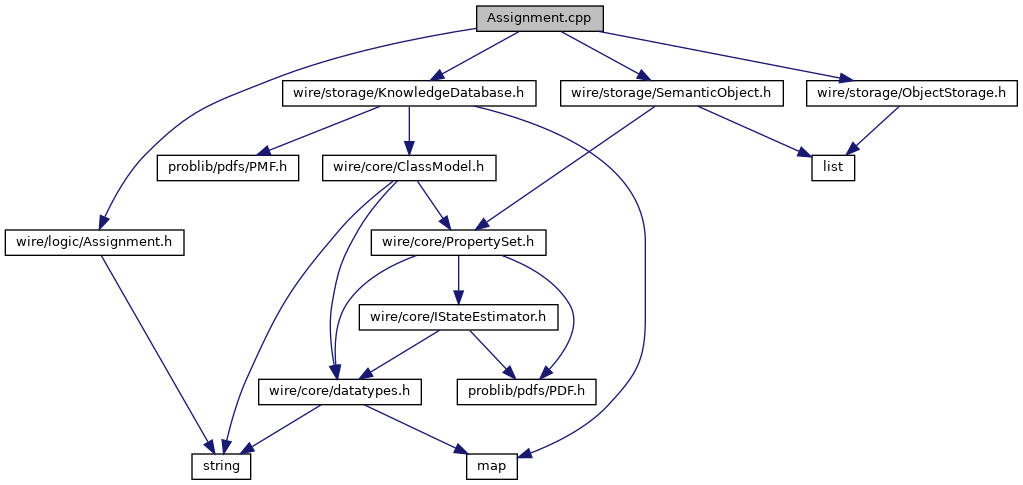 Assignment.cpp
wire/storage/KnowledgeDatabase.h
wire/storage/SemanticObject.h
wire/storage/ObjectStorage.h
problib/pdfs/PMF.h
wire/core/ClassModel.h
list
wire/logic/Assignment.h
wire/core/PropertySet.h
wire/core/IStateEstimator.h
wire/core/datatypes.h
problib/pdfs/PDF.h
string
map